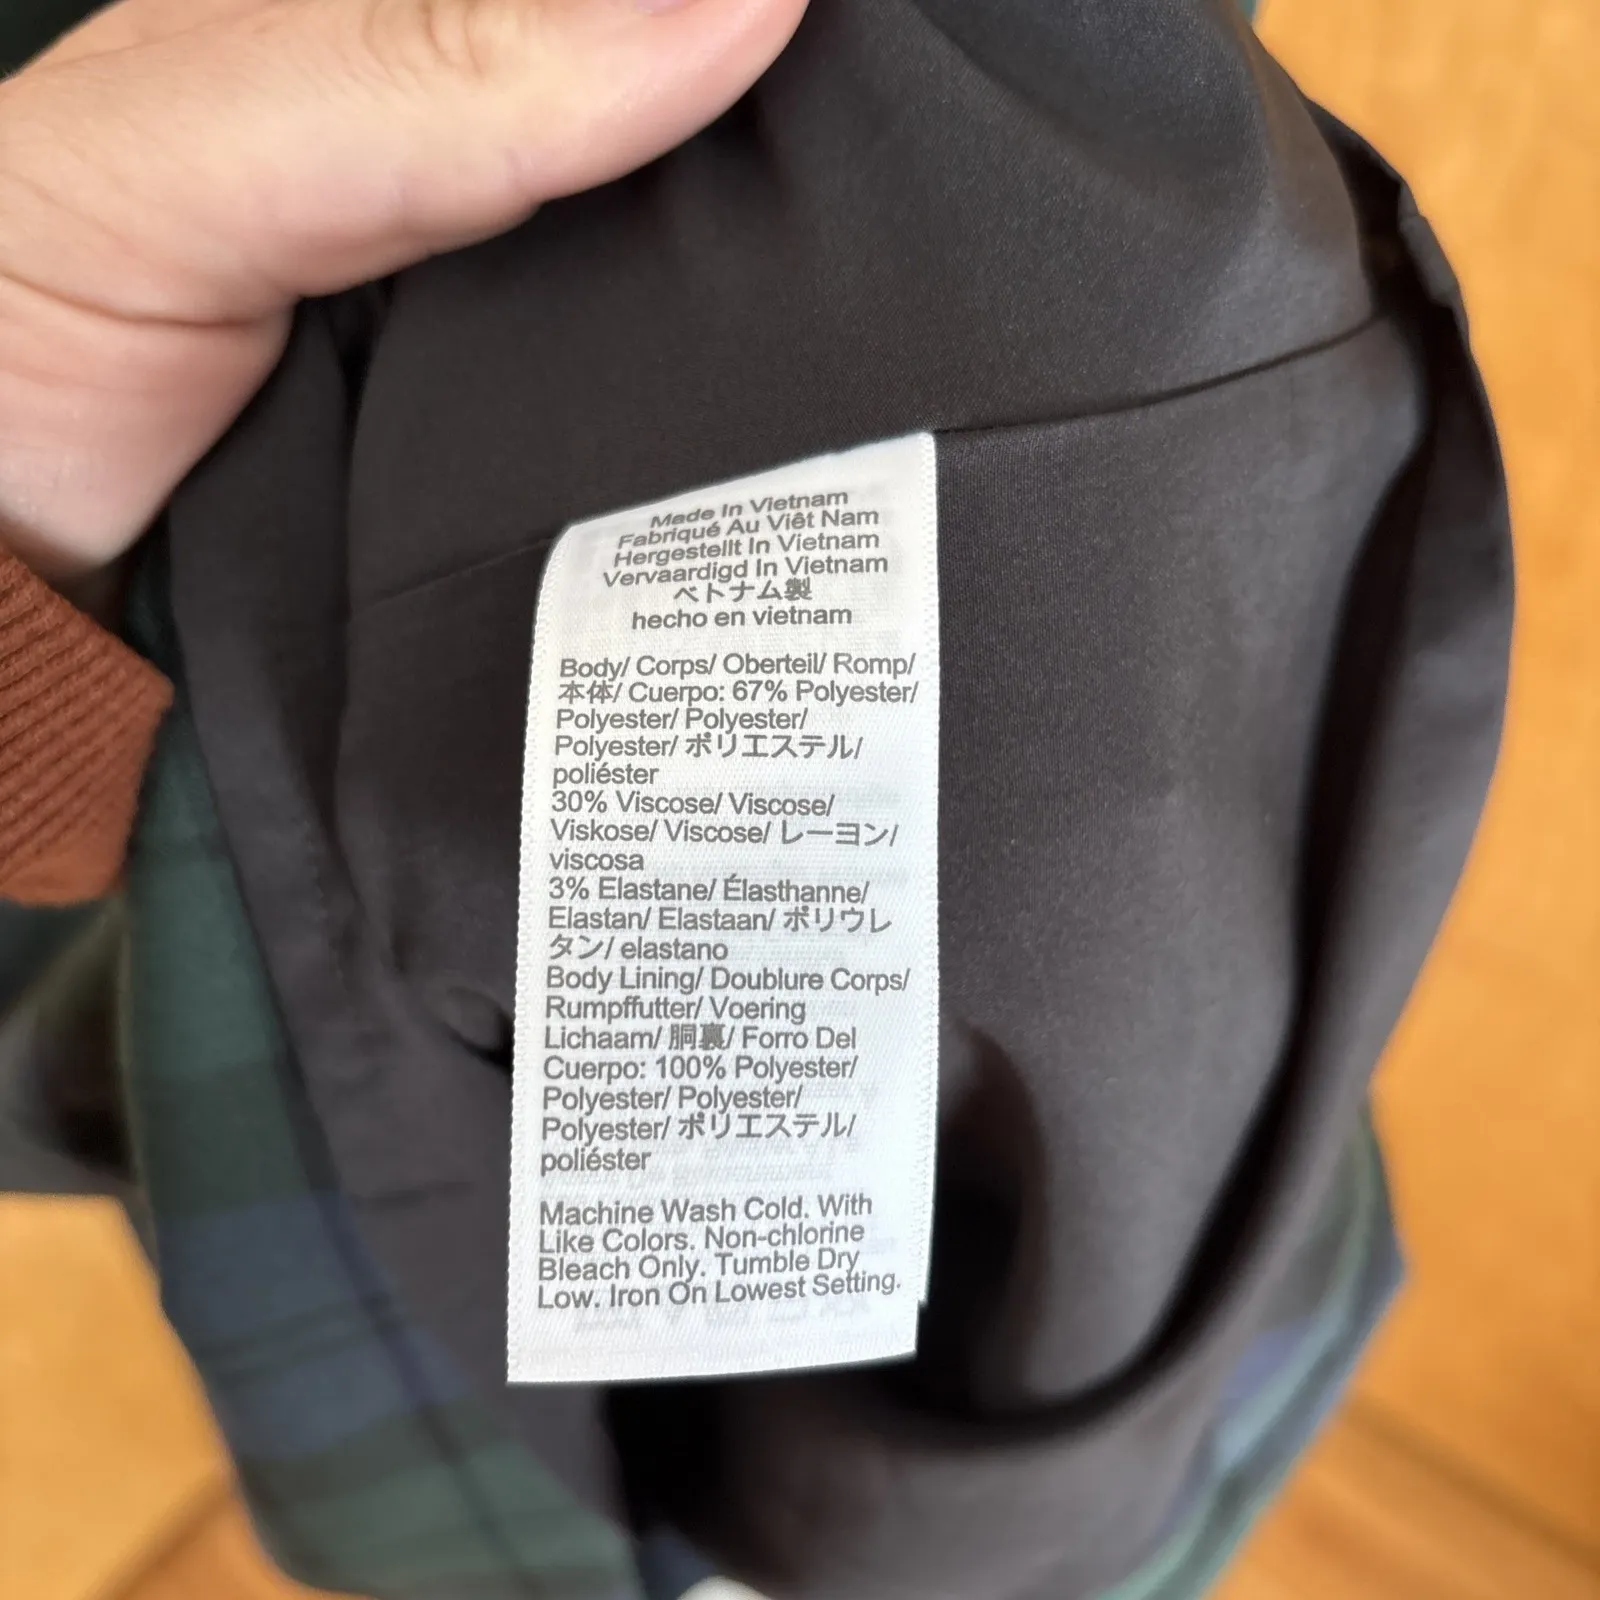 Made In Vietnam
Fabriqué Au Viêt Nam
Hergestellt In Vietnam
Vervaardigd In Vietnam
ベトナム製
hecho en vietnam
Body/ Corps/ Oberteil/ Romp/
本体/ Cuerpo: 67% Polyester/
Polyester/ Polyester/
Polyester/ ポリエステル/
poliéster
30% Viscose/ Viscose/
Viskose/ Viscose/ レーヨン/
viscosa
3% Elastane/ Élasthanne/
Elastan/ Elastaan/ ポリウレ
タン/ elastano
Body Lining/ Doublure Corps/
Rumpffutter/ Voering
Lichaam/ 胴裏/ Forro Del
Cuerpo: 100% Polyester/
Polyester/ Polyester/
Polyester/ ポリエステル/
poliéster
Machine Wash Cold. With
Like Colors. Non-chlorine
Bleach Only. Tumble Dry
Low. Iron On Lowest Setting.